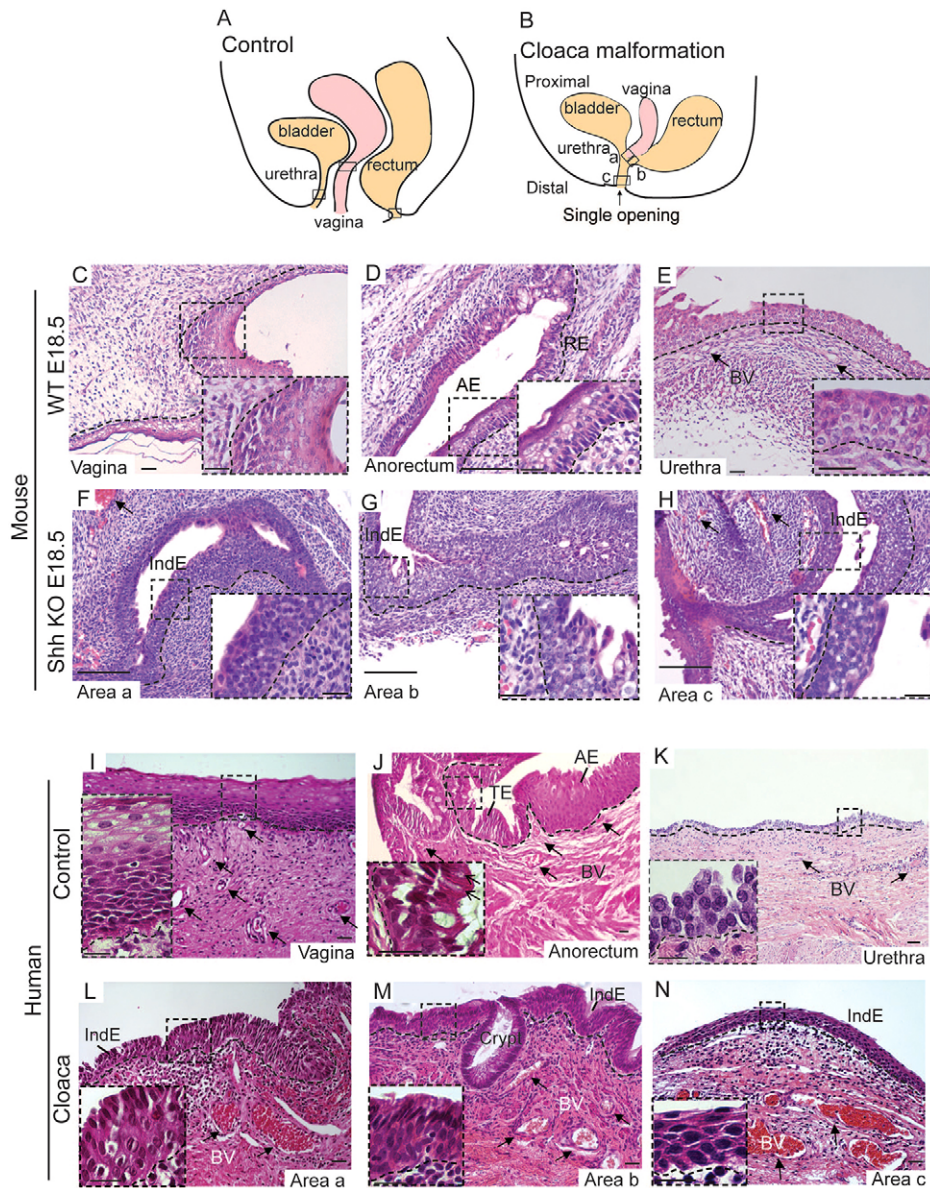 A
Control
bladder
urethra
rectum
vagina
B
Cloaca malformation
Proximal
vagina
bladder
rectum
urethra
a
b
c
Distal
Single opening
Mouse
WT E18.5
C
Vagina
D
RE
AE
Anorectum
E
BV
Urethra
Shh KO E18.5
F
IndE
Area a
G
IndE
Area b
H
IndE
Area c
Human
Control
I
Vagina
J
AE
TE
BV
Anorectum
K
BV
Urethra
Cloaca
L
IndE
BV
Area a
M
IndE
Crypt
BV
Area b
N
IndE
BV
Area c